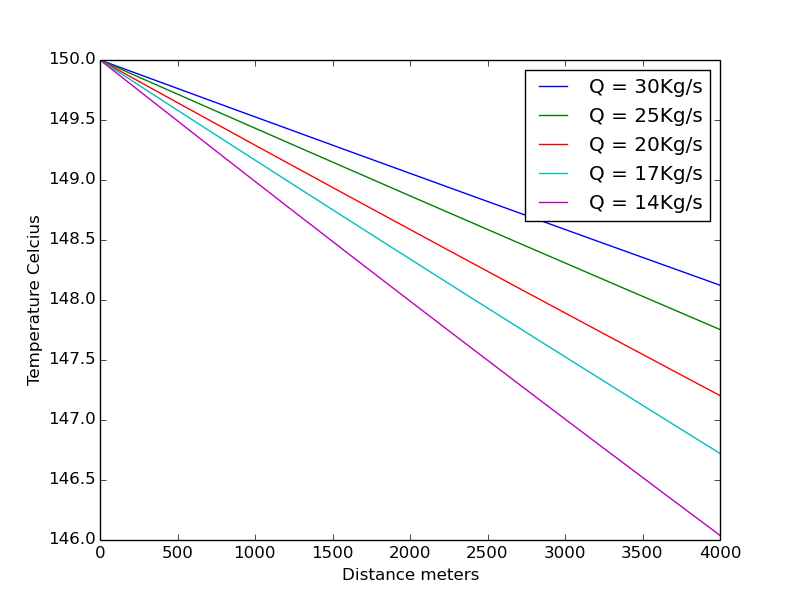 150.0
149.5
149.0
148.5
148.0
147.5
147.0
146.5
146.0
Temperature Celcius
0 500 1000 1500 2000 2500 3000 3500 4000
Distance meters
Q = 30Kg/s
Q = 25Kg/s
Q = 20Kg/s
Q = 17Kg/s
Q = 14Kg/s